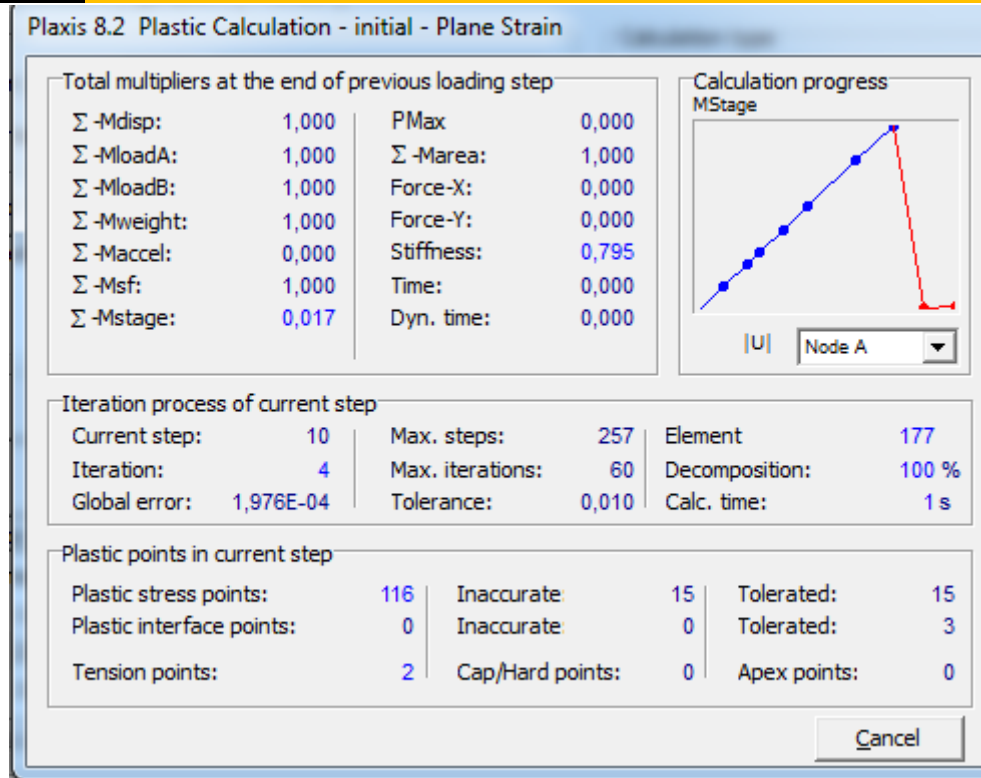 Plaxis 8.2 Plastic Calculation - initial - Plane Strain
Total multipliers at the end of previous loading step
Σ -Mdisp: 1,000 PMax 0,000
Σ -MloadA: 1,000 Σ -Marea: 1,000
Σ -MloadB: 1,000 Force-X: 0,000
Σ -Mweight: 1,000 Force-Y: 0,000
Σ -Maccel: 0,000 Stiffness: 0,795
Σ -Msf: 1,000 Time: 0,000
Σ -Mstage: 0,017 Dyn. time: 0,000
Calculation progress
MStage
|U| Node A
Iteration process of current step
Current step: 10 Max. steps: 257 Element 177
Iteration: 4 Max. iterations: 60 Decomposition: 100 %
Global error: 1,976E-04 Tolerance: 0,010 Calc. time: 1 s
Plastic points in current step
Plastic stress points: 116 Inaccurate: 15 Tolerated: 15
Plastic interface points: 0 Inaccurate: 0 Tolerated: 3
Tension points: 2 Cap/Hard points: 0 Apex points: 0
Cancel